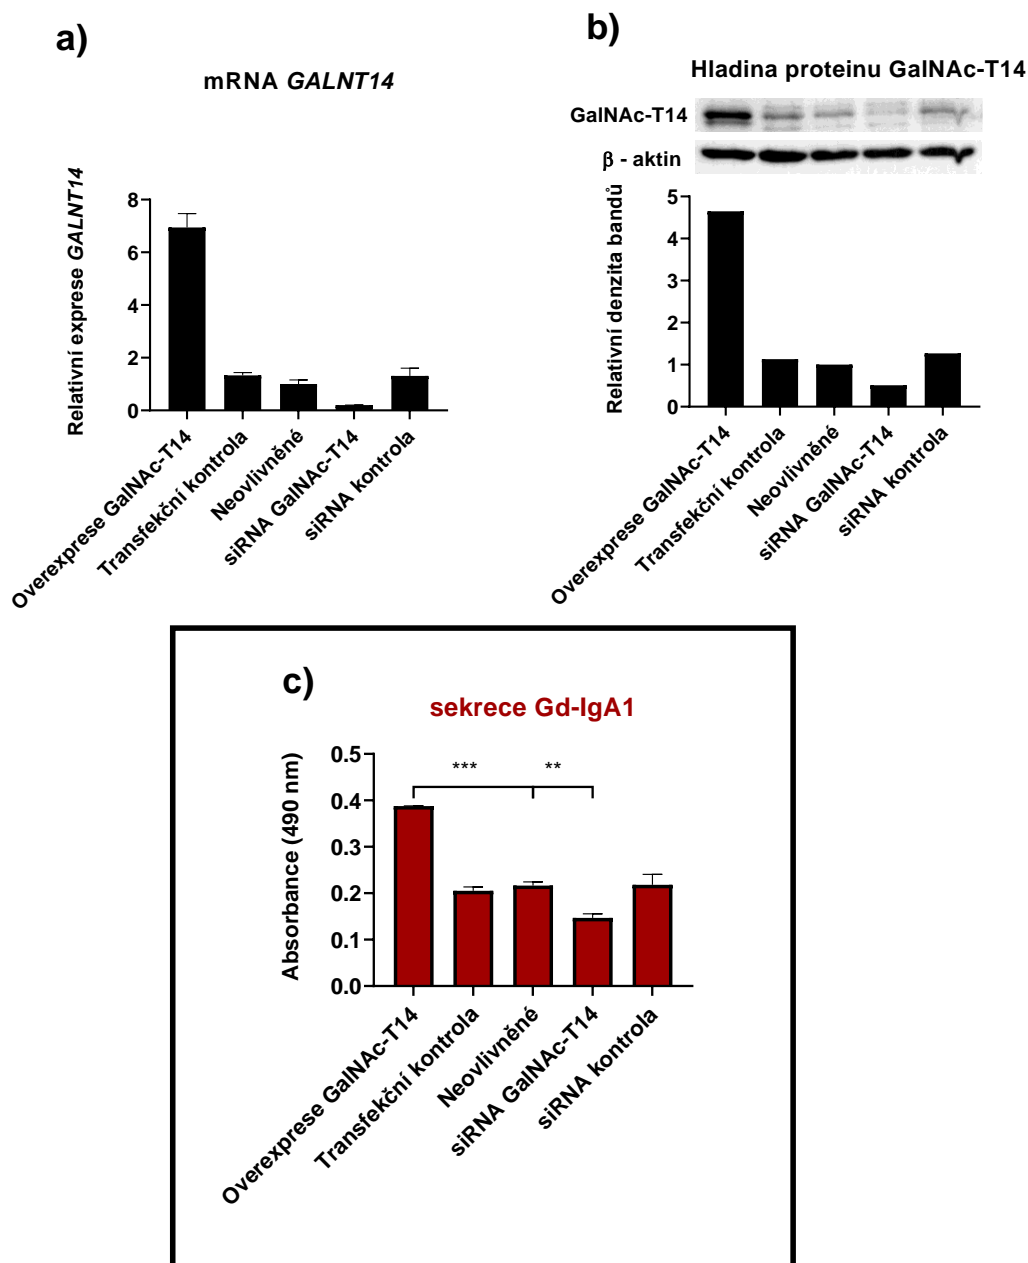 a)
mRNA GALNT14
Relativní exprese GALNT14
8
6
4
2
0
Overexprese GalNAc-T14
Transfekční kontrola
Neovlivněné
siRNA GalNAc-T14
siRNA kontrola
b)
Hladina proteinu GalNAc-T14
GalNAc-T14
β - aktin
Relativní denzita bandů
5
4
3
2
1
0
Overexprese GalNAc-T14
Transfekční kontrola
Neovlivněné
siRNA GalNAc-T14
siRNA kontrola
c)
sekrece Gd-IgA1
Absorbance (490 nm)
0.5
0.4
0.3
0.2
0.1
0.0
***
**
Overexprese GalNAc-T14
Transfekční kontrola
Neovlivněné
siRNA GalNAc-T14
siRNA kontrola